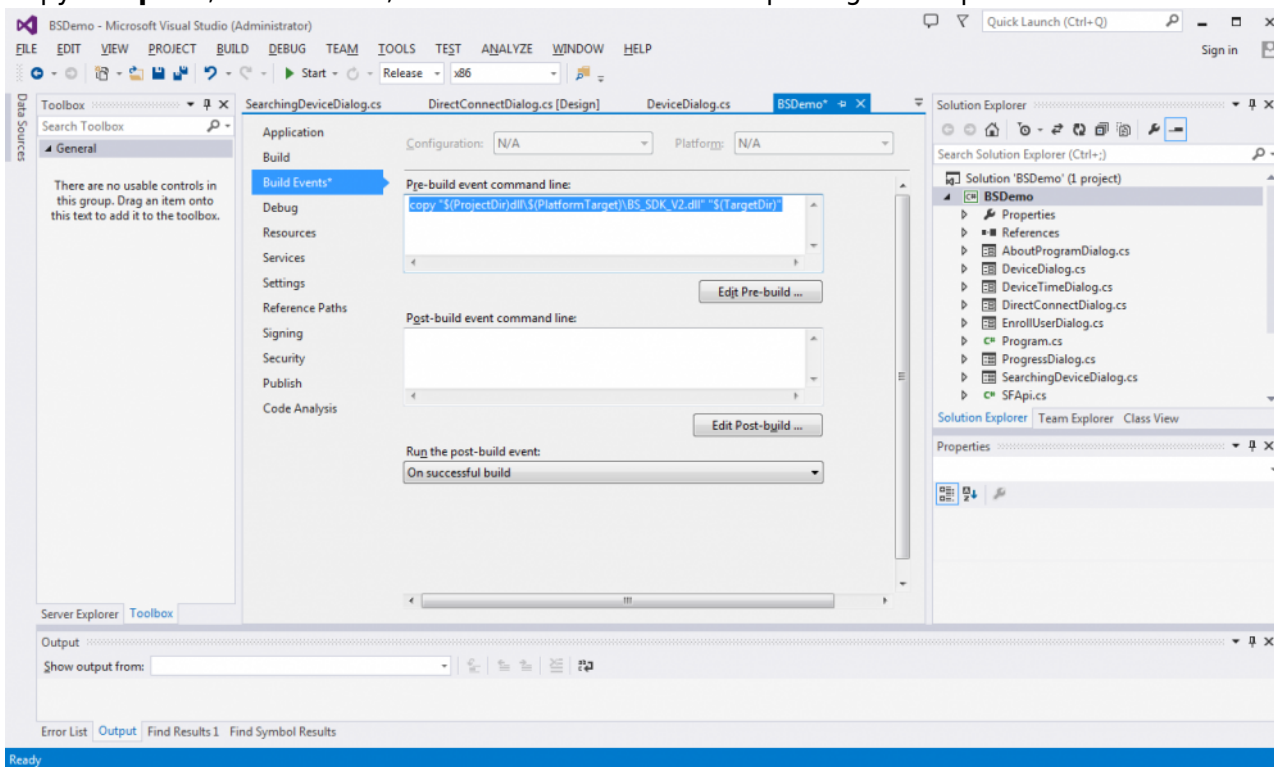 BSDemo - Microsoft Visual Studio (Administrator)
Quick Launch (Ctrl+Q)
FILE EDIT VIEW PROJECT BUILD DEBUG TEAM TOOLS TEST ANALYZE WINDOW HELP
Sign in
Start
Release
x86
Data Sources
Toolbox
Search Toolbox
General
There are no usable controls in
this group. Drag an item onto
this text to add it to the toolbox.
Server Explorer Toolbox
SearchingDeviceDialog.cs DirectConnectDialog.cs [Design] DeviceDialog.cs BSDemo*
Application
Build
Build Events*
Debug
Resources
Services
Settings
Reference Paths
Signing
Security
Publish
Code Analysis
Configuration: N/A Platform: N/A
Pre-build event command line:
copy "$(ProjectDir)dll\$(PlatformTarget)\BS_SDK_V2.dll" "$(TargetDir)"
Edit Pre-build ...
Post-build event command line:
Edit Post-build ...
Run the post-build event:
On successful build
Solution Explorer
Search Solution Explorer (Ctrl+;)
Solution 'BSDemo' (1 project)
BSDemo
Properties
References
AboutProgramDialog.cs
DeviceDialog.cs
DeviceTimeDialog.cs
DirectConnectDialog.cs
EnrollUserDialog.cs
Program.cs
ProgressDialog.cs
SearchingDeviceDialog.cs
SFApi.cs
Solution Explorer Team Explorer Class View
Properties
Output
Show output from:
Error List Output Find Results 1 Find Symbol Results
Ready